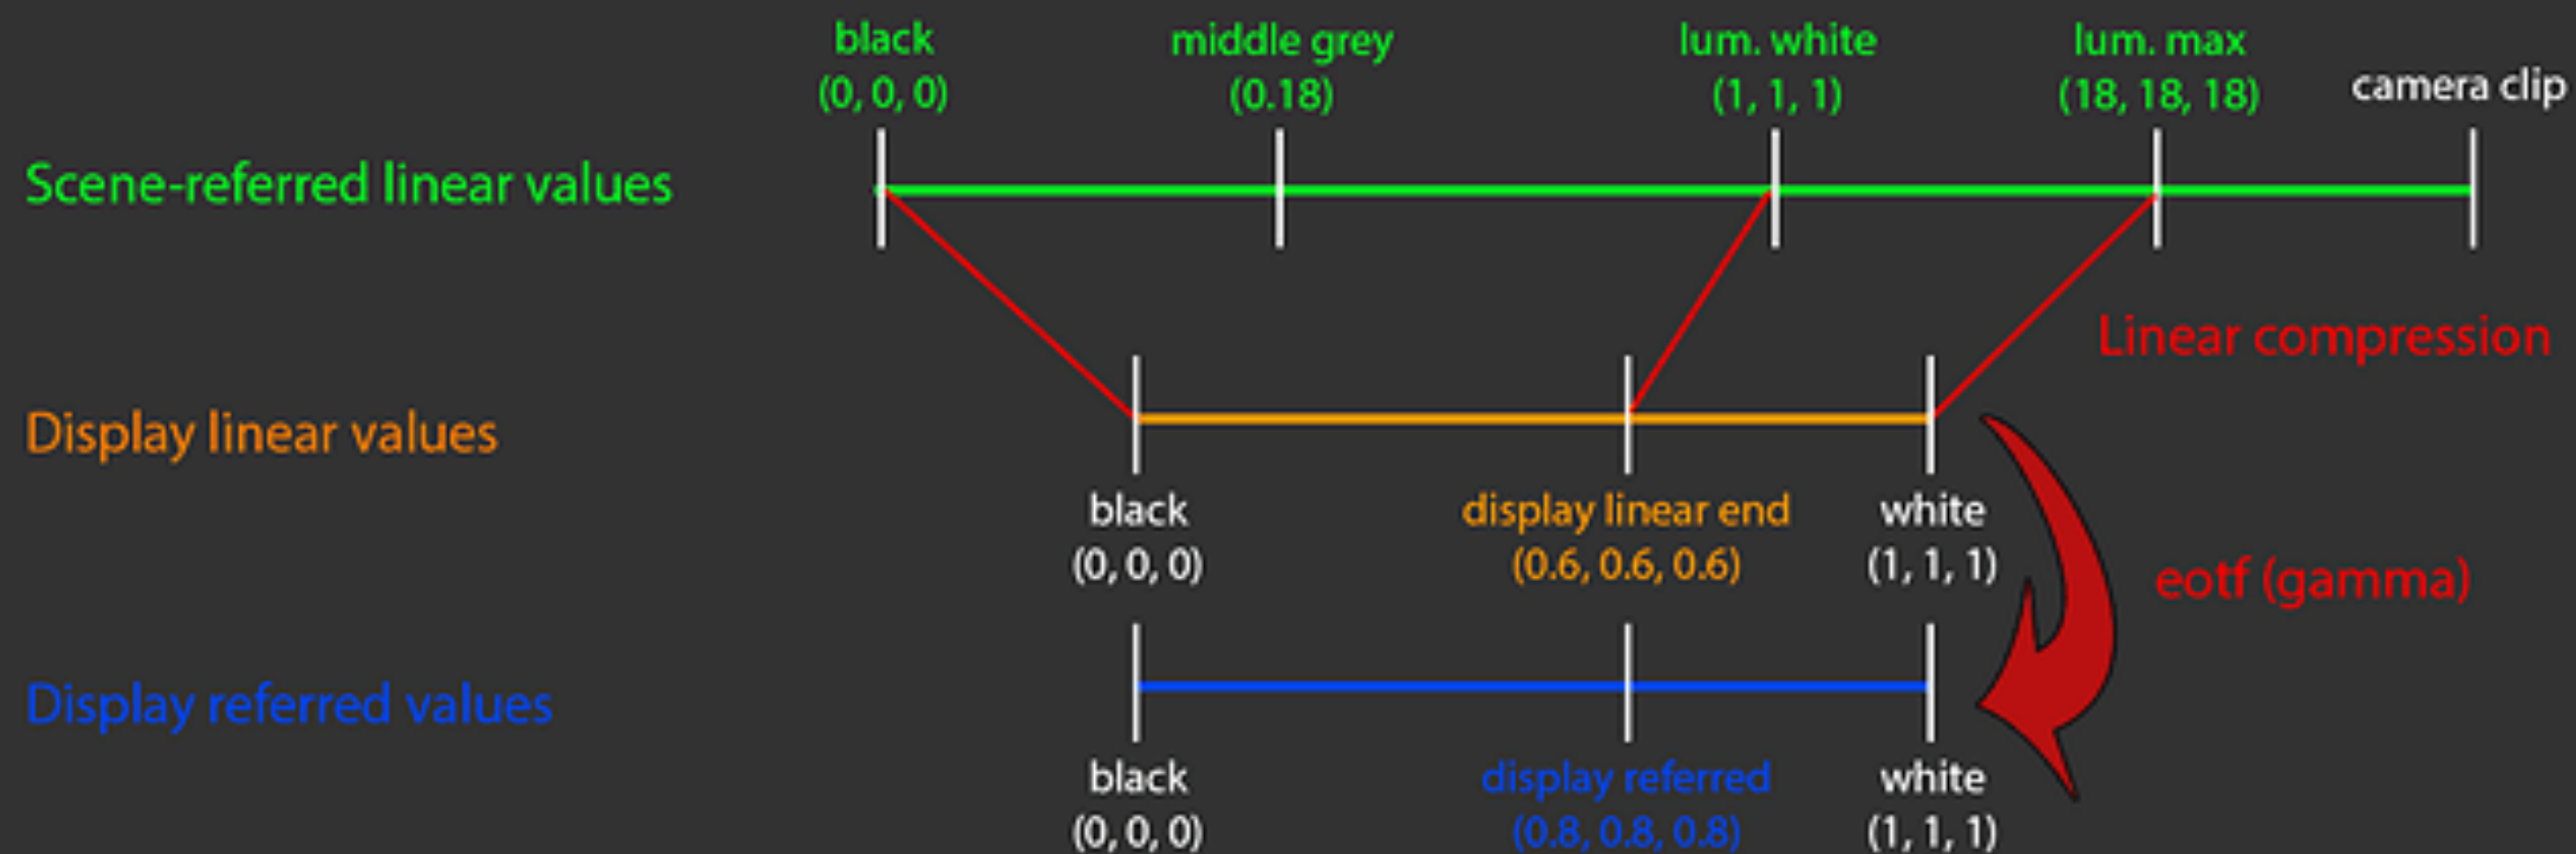 black
(0, 0, 0)
middle grey
(0.18)
lum. white
(1, 1, 1)
lum. max
(18, 18, 18)
camera clip
Scene-referred linear values
Linear compression
Display linear values
black
(0, 0, 0)
display linear end
(0.6, 0.6, 0.6)
white
(1, 1, 1)
eotf (gamma)
Display referred values
black
(0, 0, 0)
display referred
(0.8, 0.8, 0.8)
white
(1, 1, 1)